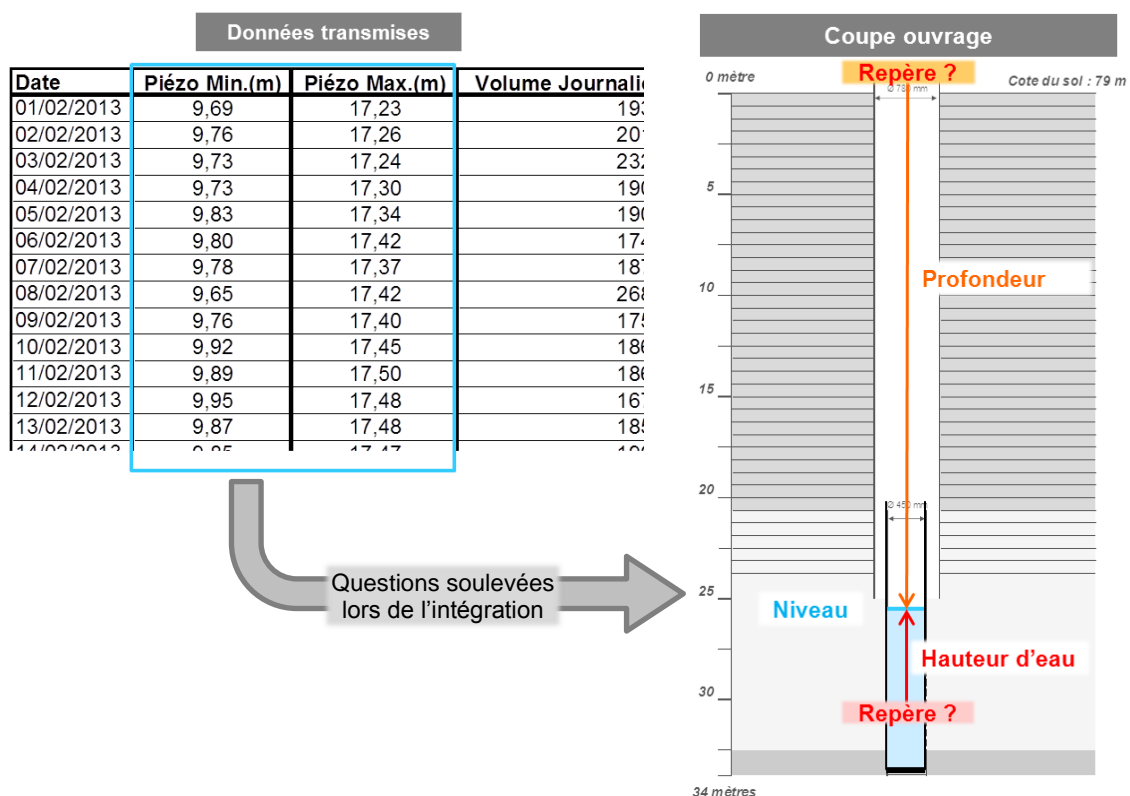 Données transmises
Date Piézo Min.(m) Piézo Max.(m) Volume
01/02/2013 9,69 17,23
02/02/2013 9,76 17,26
03/02/2013 9,73 17,24
04/02/2013 9,73 17,30
05/02/2013 9,83 17,34
06/02/2013 9,80 17,42
07/02/2013 9,78 17,37
08/02/2013 9,65 17,42
09/02/2013 9,76 17,40
10/02/2013 9,92 17,45
11/02/2013 9,89 17,50
12/02/2013 9,95 17,48
13/02/2013 9,87 17,48
Questions soulevées
lors de l'intégration
Coupe ouvrage
0 mètre
Repère ?
Cote du sol : 79 m
Ø 780 mm
5
Profondeur
10
15
20
Ø 450 mm
25
Niveau
Hauteur d'eau
30
Repère ?
34 mètres